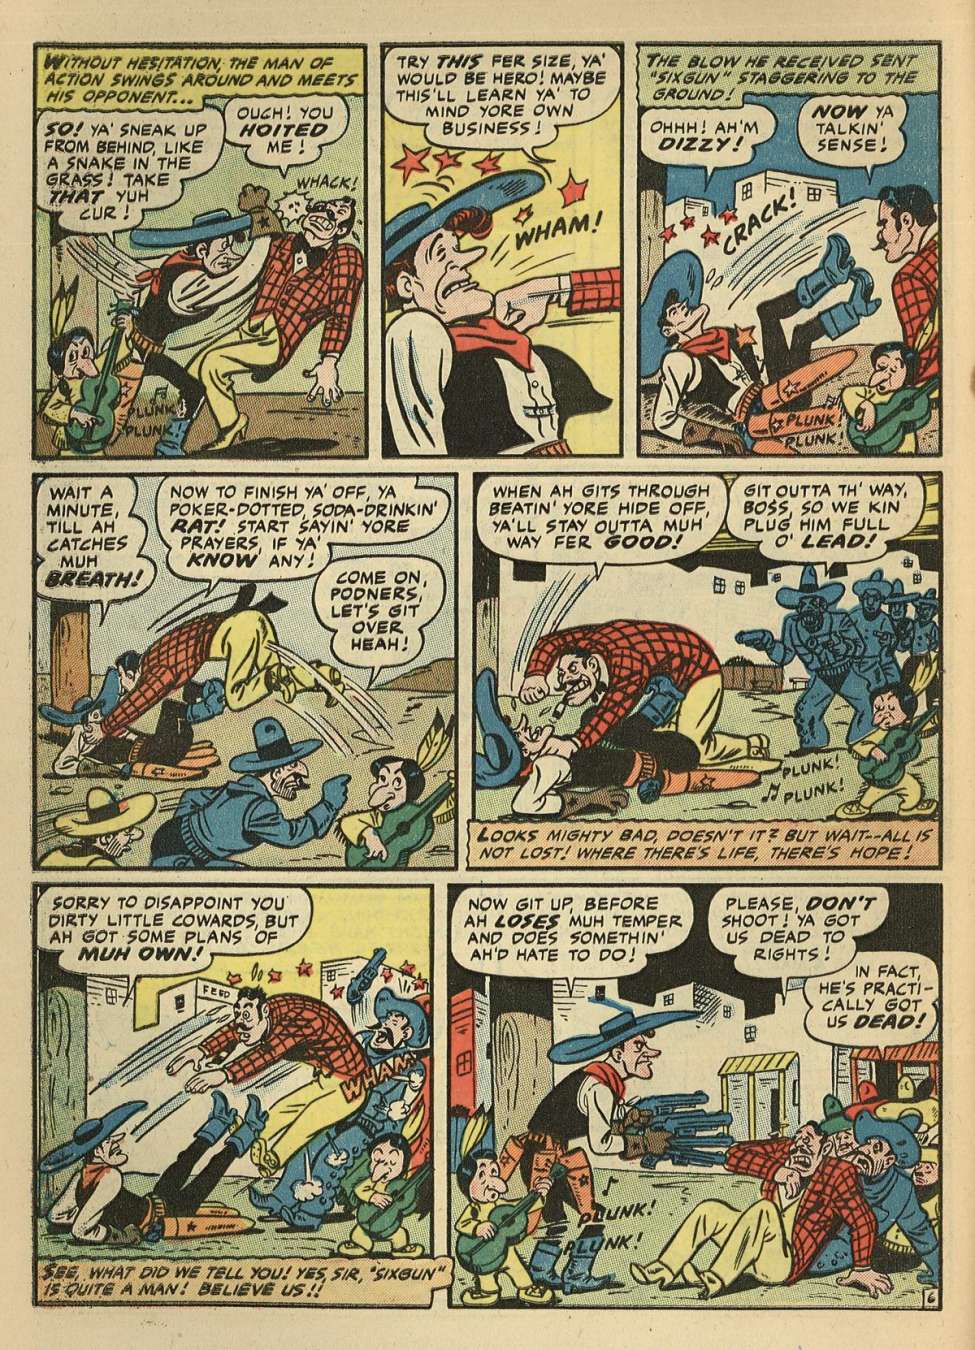 WITHOUT HESITATION, THE MAN OF
ACTION SWINGS AROUND AND MEETS
HIS OPPONENT...
SO! YA' SNEAK UP
FROM BEHIND, LIKE
A SNAKE IN THE
GRASS! TAKE
THAT YUH
CUR!
OUCH! YOU
HOITED
ME!
WHACK!
PLUNK!
PLUNK!
TRY THIS FER SIZE, YA'
WOULD BE HERO! MAYBE
THIS'LL LEARN YA' TO
MIND YORE OWN
BUSINESS!
WHAM!
THE BLOW HE RECEIVED SENT
"SIXGUN" STAGGERING TO THE
GROUND!
OHHH! AH'M
DIZZY!
NOW YA
TALKIN'
SENSE!
CRACK!
PLUNK!
PLUNK!
WAIT A
MINUTE,
TILL AH
CATCHES
MUH
BREATH!
NOW TO FINISH YA' OFF, YA
POKER-DOTTED, SODA-DRINKIN'
RAT! START SAYIN' YORE
PRAYERS, IF YA'
KNOW ANY!
COME ON,
PODNERS,
LET'S GIT
OVER
HEAH!
WHEN AH GITS THROUGH
BEATIN' YORE HIDE OFF,
YA'LL STAY OUTTA MUH
WAY FER GOOD!
GIT OUTTA TH' WAY,
BOSS, SO WE KIN
PLUG HIM FULL
O' LEAD!
PLUNK!
PLUNK!
LOOKS MIGHTY BAD, DOESN'T IT? BUT WAIT--ALL IS
NOT LOST! WHERE THERE'S LIFE, THERE'S HOPE!
SORRY TO DISAPPOINT YOU
DIRTY LITTLE COWARDS, BUT
AH GOT SOME PLANS OF
MUH OWN!
FEED
WHAM!
SEE, WHAT DID WE TELL YOU! YES, SIR, "SIXGUN"
IS QUITE A MAN! BELIEVE US!!
NOW GIT UP, BEFORE
AH LOSES MUH TEMPER
AND DOES SOMETHIN'
AH'D HATE TO DO!
PLEASE, DON'T
SHOOT! YA GOT
US DEAD TO
RIGHTS!
IN FACT,
HE'S PRACTI-
CALLY GOT
US DEAD!
PLUNK!
PLUNK!
6